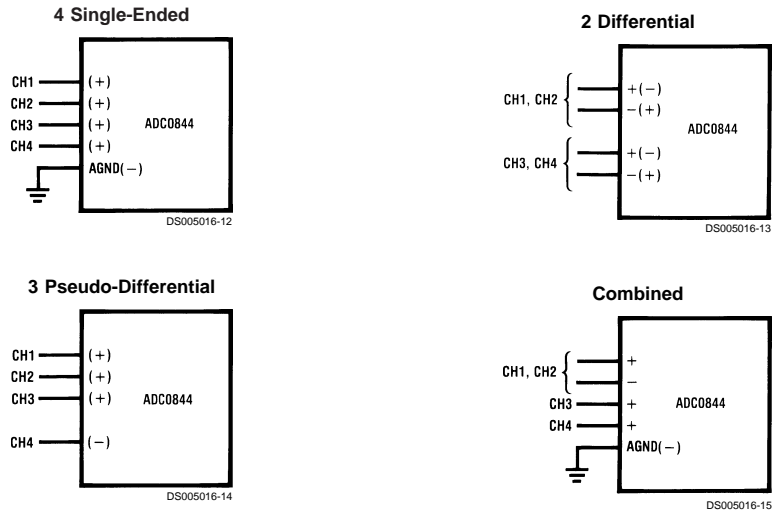 4 Single-Ended
CH1 (+)
CH2 (+)
CH3 (+)
CH4 (+)
AGND(−)
ADC0844
DS005016-12
2 Differential
CH1, CH2
+(−)
−(+)
CH3, CH4
+(−)
−(+)
ADC0844
DS005016-13
3 Pseudo-Differential
CH1 (+)
CH2 (+)
CH3 (+)
CH4 (−)
ADC0844
DS005016-14
Combined
CH1, CH2
+
−
CH3 +
CH4 +
AGND(−)
ADC0844
DS005016-15